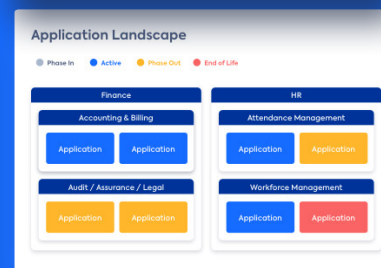 Application Landscape
Phase In
Active
Phase Out
End of Life
Finance
HR
Accounting & Billing
Attendance Management
Application
Application
Application
Application
Audit / Assurance / Legal
Workforce Management
Application
Application
Application
Application